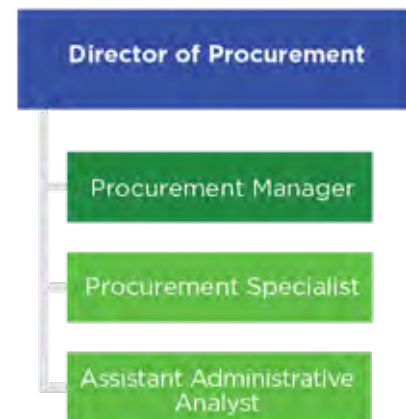 Director of Procurement
Procurement Manager
Procurement Specialist
Assistant Administrative
Analyst